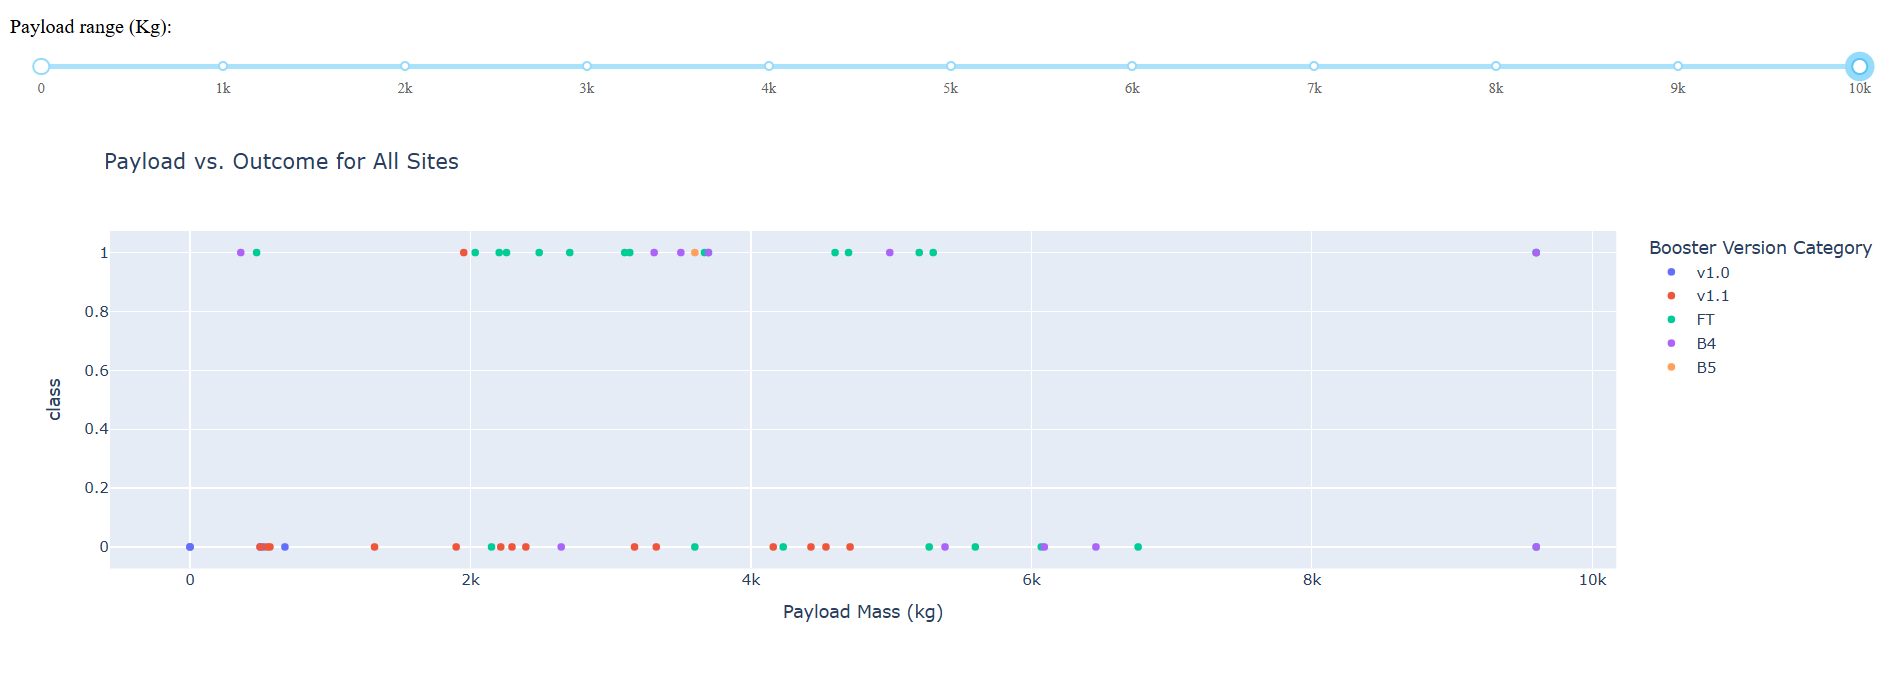 Payload range (Kg):
0 1k 2k 3k 4k 5k 6k 7k 8k 9k 10k
Payload vs. Outcome for All Sites
1
0.8
0.6
0.4
0.2
0
class
0 2k 4k 6k 8k 10k
Payload Mass (kg)
Booster Version Category
v1.0
v1.1
FT
B4
B5